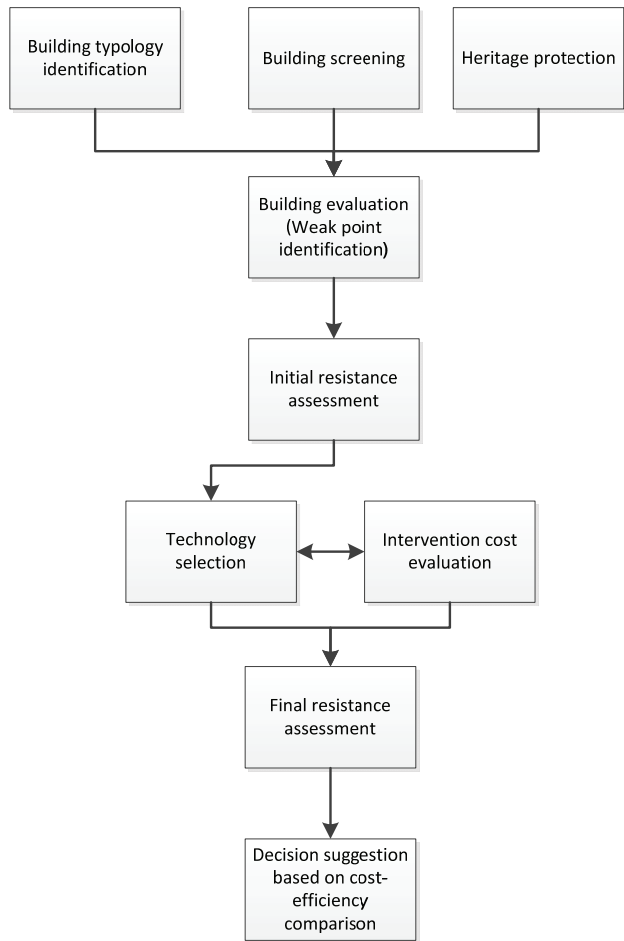 Building typology
identification
Building screening
Heritage protection
Building evaluation
(Weak point
identification)
Initial resistance
assessment
Technology
selection
Intervention cost
evaluation
Final resistance
assessment
Decision suggestion
based on cost-
efficiency
comparison